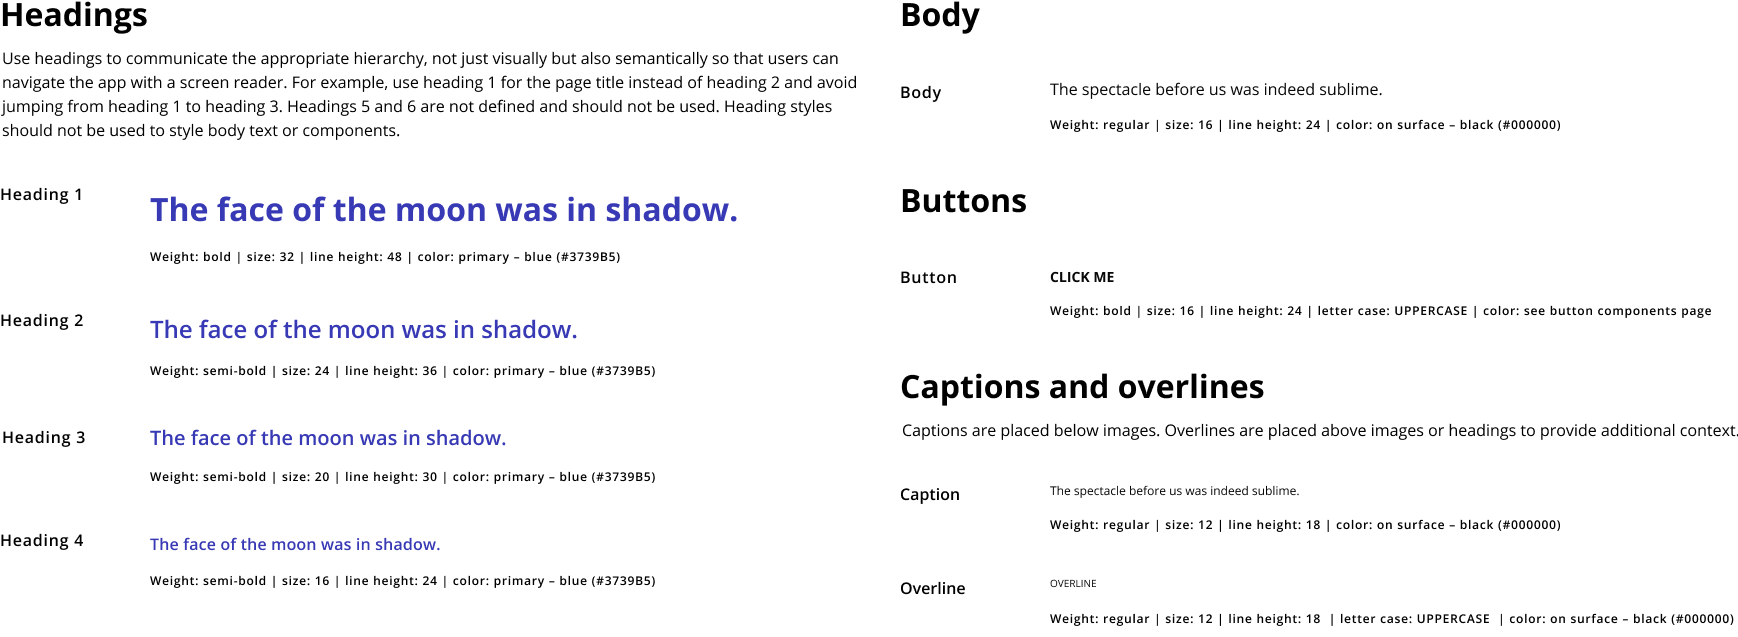 Headings
Use headings to communicate the appropriate hierarchy, not just visually but also semantically so that users can
navigate the app with a screen reader. For example, use heading 1 for the page title instead of heading 2 and avoid
jumping from heading 1 to heading 3. Headings 5 and 6 are not defined and should not be used. Heading styles
should not be used to style body text or components.
Heading 1
The face of the moon was in shadow.
Weight: bold | size: 32 | line height: 48 | color: primary – blue (#3739B5)
Heading 2
The face of the moon was in shadow.
Weight: semi-bold | size: 24 | line height: 36 | color: primary – blue (#3739B5)
Heading 3
The face of the moon was in shadow.
Weight: semi-bold | size: 20 | line height: 30 | color: primary – blue (#3739B5)
Heading 4
The face of the moon was in shadow.
Weight: semi-bold | size: 16 | line height: 24 | color: primary – blue (#3739B5)
Body
Body
The spectacle before us was indeed sublime.
Weight: regular | size: 16 | line height: 24 | color: on surface – black (#000000)
Buttons
Button
CLICK ME
Weight: bold | size: 16 | line height: 24 | letter case: UPPERCASE | color: see button components page
Captions and overlines
Captions are placed below images. Overlines are placed above images or headings to provide additional context.
Caption
The spectacle before us was indeed sublime.
Weight: regular | size: 12 | line height: 18 | color: on surface – black (#000000)
Overline
OVERLINE
Weight: regular | size: 12 | line height: 18 | letter case: UPPERCASE | color: on surface – black (#000000)